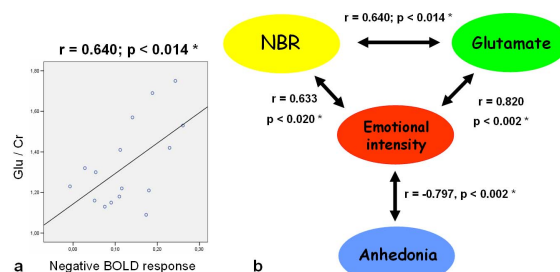 a
r = 0.640; p < 0.014 *
Glu / Cr
1,80
1,60
1,40
1,20
1,00
0,00
0,10
0,20
0,30
Negative BOLD response
b
r = 0.640; p < 0.014 *
NBR
Glutamate
r = 0.633
p < 0.020 *
r = 0.820
p < 0.002 *
Emotional
intensity
r = -0.797, p < 0.002 *
Anhedonia